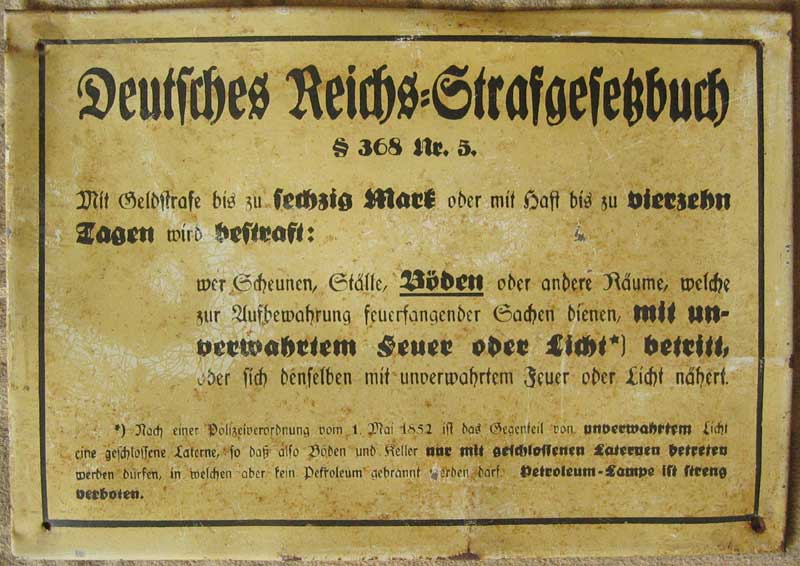 Deutsches Reichs-Strafgesetzbuch
§ 368 Nr. 5.
Mit Geldstrafe bis zu sechzig Mark oder mit Haft bis zu vierzehn
Tagen wird bestraft:
wer Scheunen, Ställe, Böden oder andere Räume, welche
zur Aufbewahrung feuerfangender Sachen dienen, mit un-
verwahrtem Feuer oder Licht*) betritt,
oder sich denselben mit unverwahrtem Feuer oder Licht nähert.
*) Nach einer Polizeiverordnung vom 1. Mai 1852 ist das Gegenteil von unverwahrtem Licht
eine geschlossene Laterne, so daß also Böden und Keller nur mit geschlossenen Laternen betreten
werden dürfen, in welchen aber kein Petroleum gebrannt werden darf. Petroleum-Lampe ist streng
verboten.